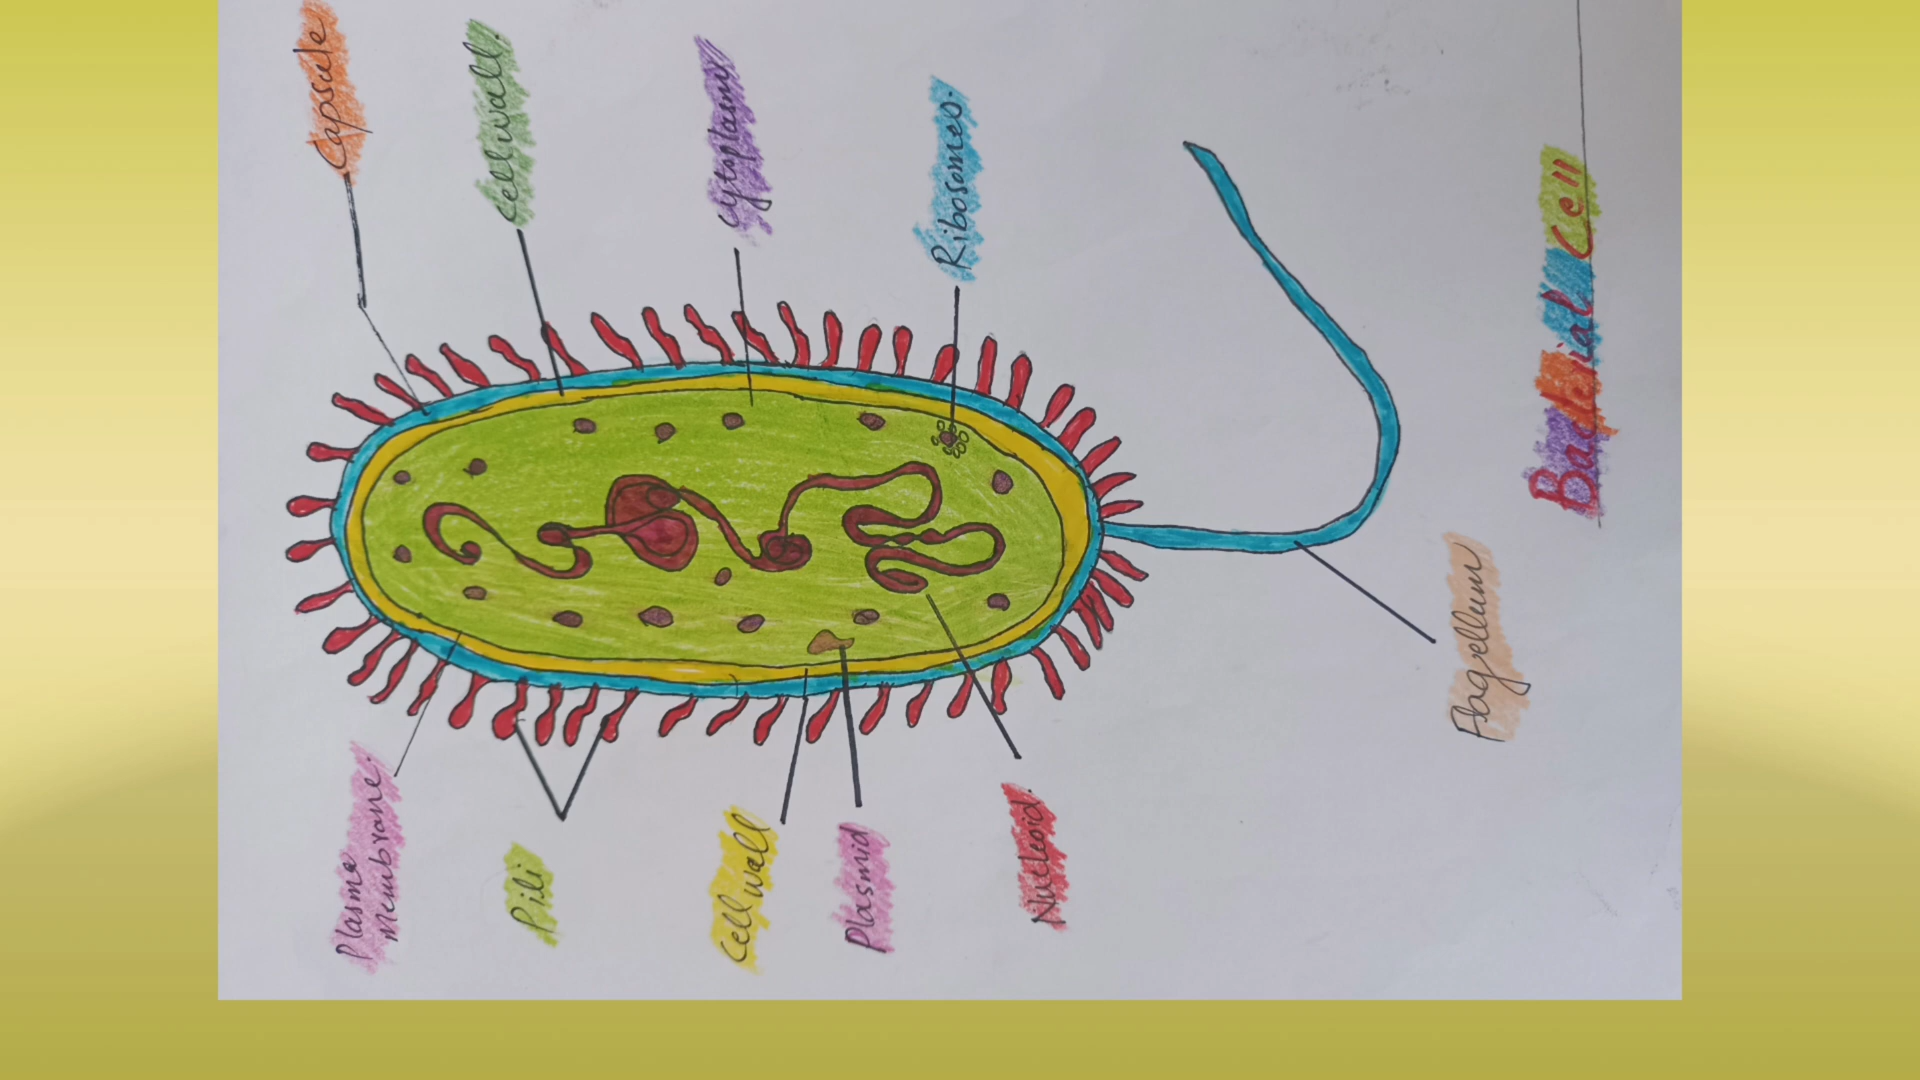 Bacterial Cell
Capsule
Cell wall.
Cytoplasm
Ribosomes.
Flagellum
Plasma
Membrane.
Pili
Cell wall
Plasmid
Nucleoid.